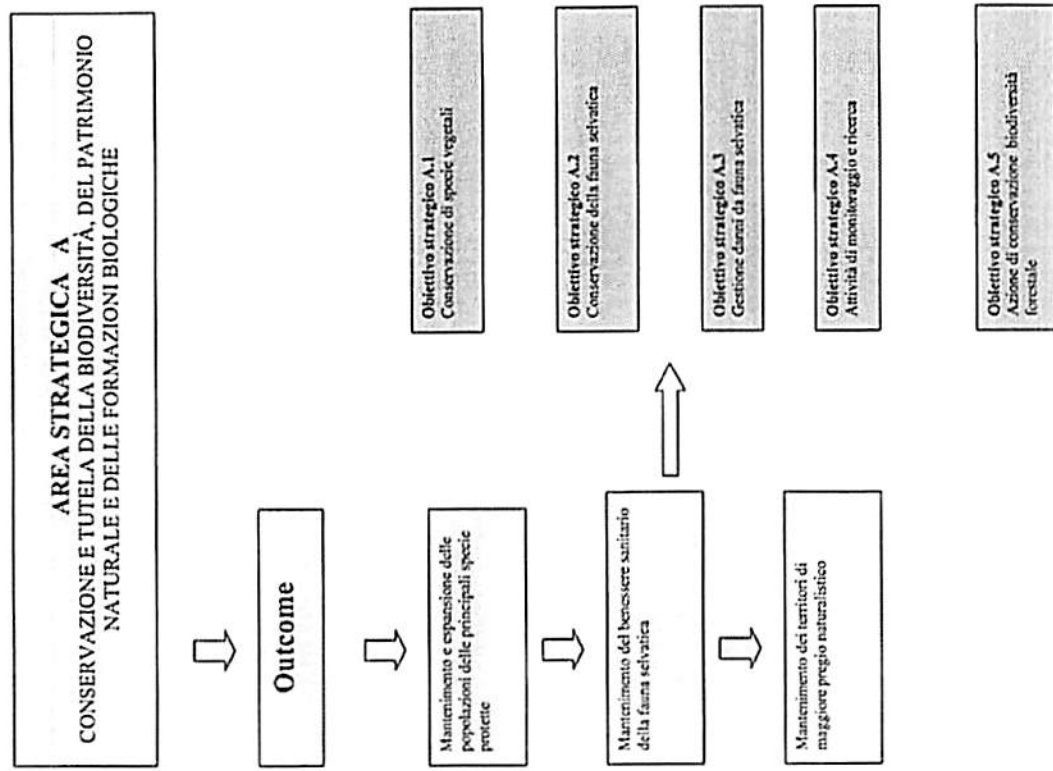 AREA STRATEGICA A
CONSERVAZIONE E TUTELA DELLA BIODIVERSITÀ, DEL PATRIMONIO
NATURALE E DELLE FORMAZIONI BIOLOGICHE
Outcome
Mantenimento e espansione delle
popolazioni delle principali specie
protette
Mantenimento del benessere sanitario
della fauna selvatica
Mantenimento dei territori di
maggiore pregio naturalistico
Obiettivo strategico A.1
Conservazione di specie vegetali
Obiettivo strategico A.2
Conservazione della fauna selvatica
Obiettivo strategico A.3
Gestione danni da fauna selvatica
Obiettivo strategico A.4
Attività di monitoraggio e ricerca
Obiettivo strategico A.5
Azione di conservazione biodiversità
forestale